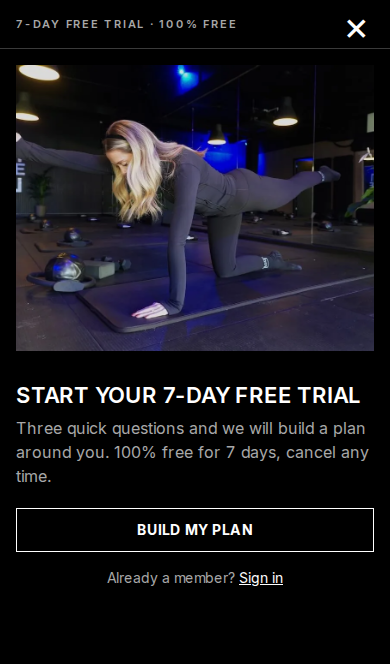 7-DAY FREE TRIAL · 100% FREE
START YOUR 7-DAY FREE TRIAL
Three quick questions and we will build a plan
around you. 100% free for 7 days, cancel any
time.
BUILD MY PLAN
Already a member? Sign in